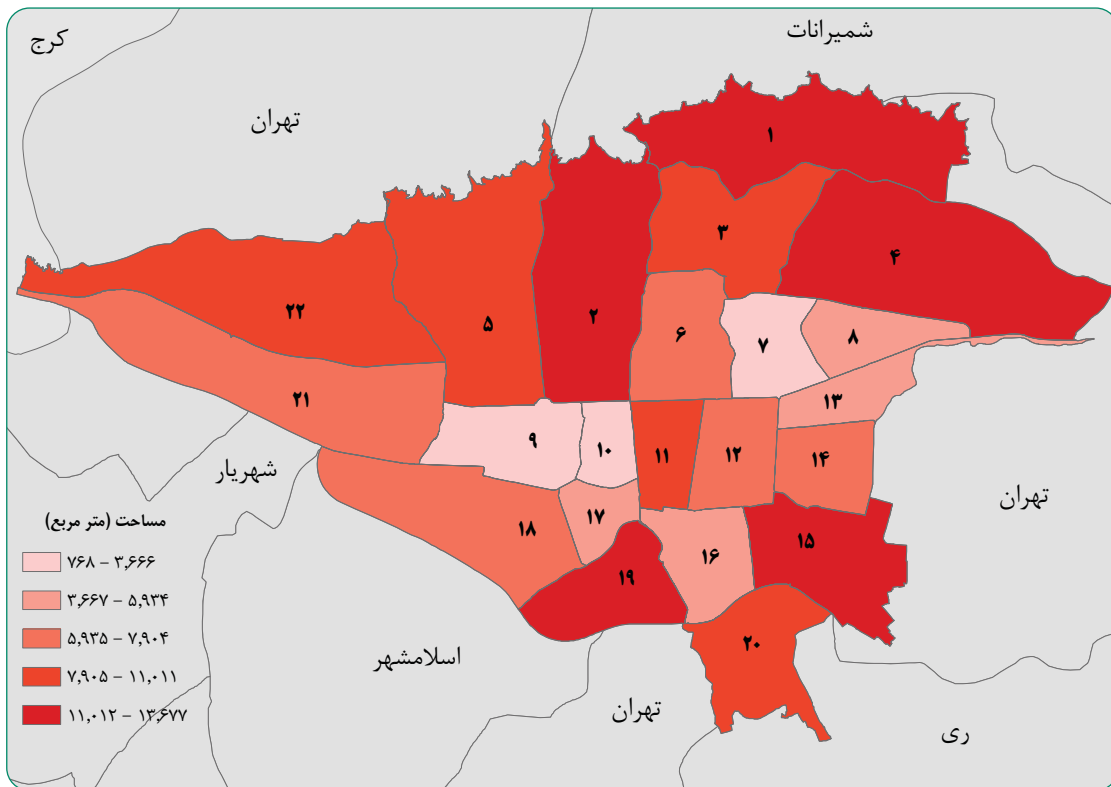 کرج
شمیرانات
تهران
۱
۳
۴
۲۲
۵
۲
۶
۷
۸
۲۱
۱۳
۹
۱۰
۱۱
۱۲
۱۴
شهریار
تهران
۱۸
۱۷
۱۶
۱۵
۱۹
۲۰
اسلامشهر
تهران
ری
مساحت (متر مربع)
۷۶۸ – ۳,۶۶۶
۳,۶۶۷ – ۵,۹۳۴
۵,۹۳۵ – ۷,۹۰۴
۷,۹۰۵ – ۱۱,۰۱۱
۱۱,۰۱۲ – ۱۳,۶۷۷